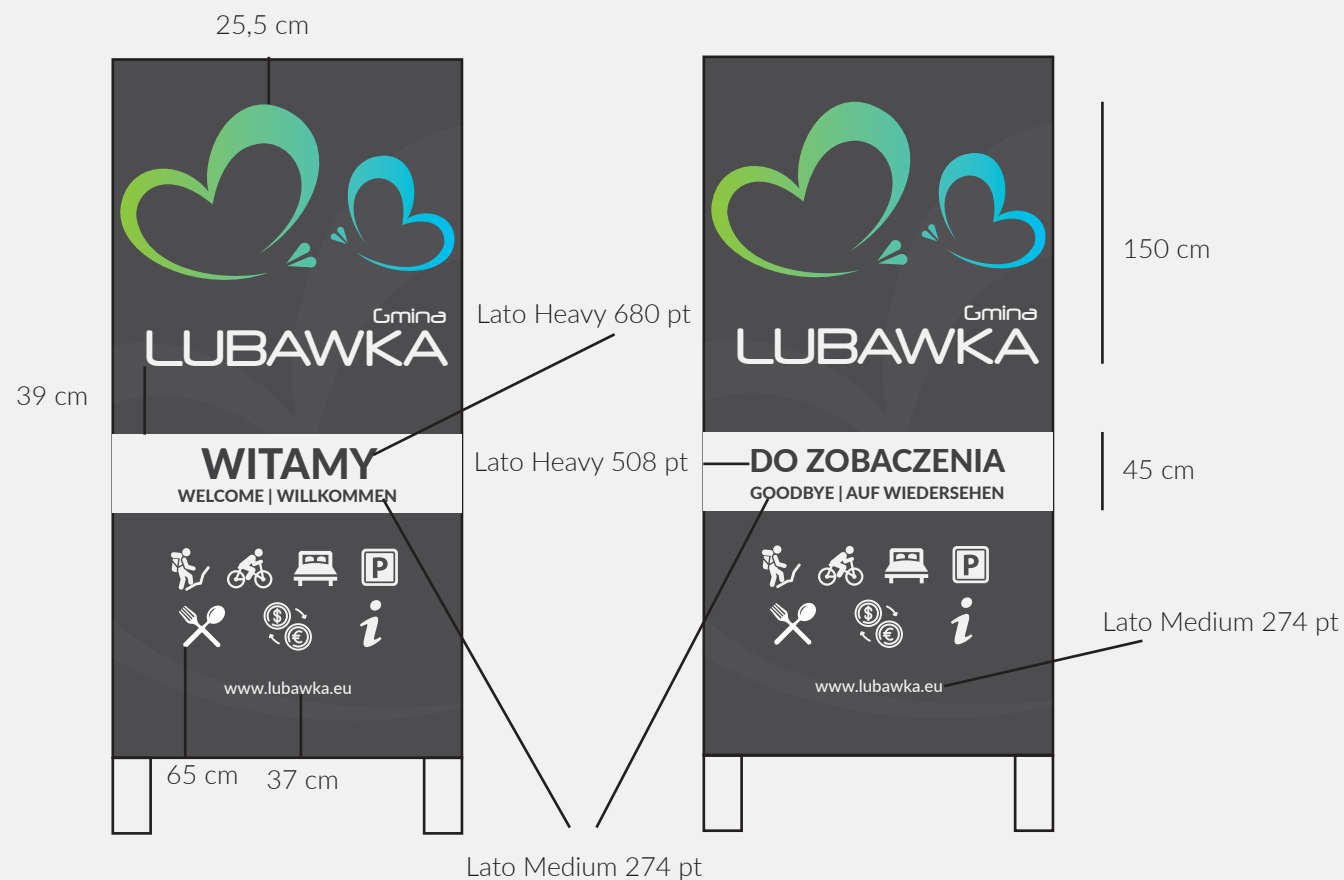 25,5 cm
Gmina
LUBAWKA
Lato Heavy 680 pt
39 cm
WITAMY
WELCOME | WILLKOMMEN
P
$
€
i
www.lubawka.eu
65 cm
37 cm
Lato Medium 274 pt
Gmina
LUBAWKA
150 cm
Lato Heavy 508 pt
DO ZOBACZENIA
GOODBYE | AUF WIEDERSEHEN
45 cm
P
$
€
i
www.lubawka.eu
Lato Medium 274 pt